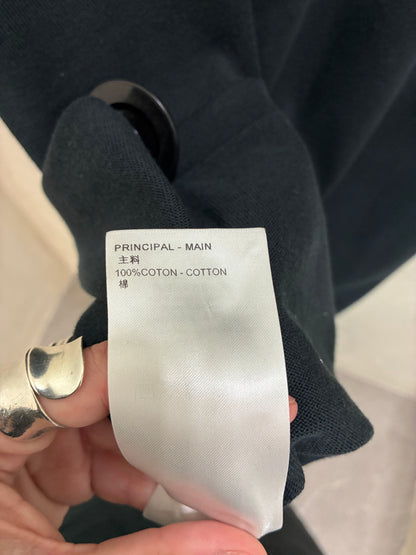 PRINCIPAL - MAIN
主料
100%COTON - COTTON
棉